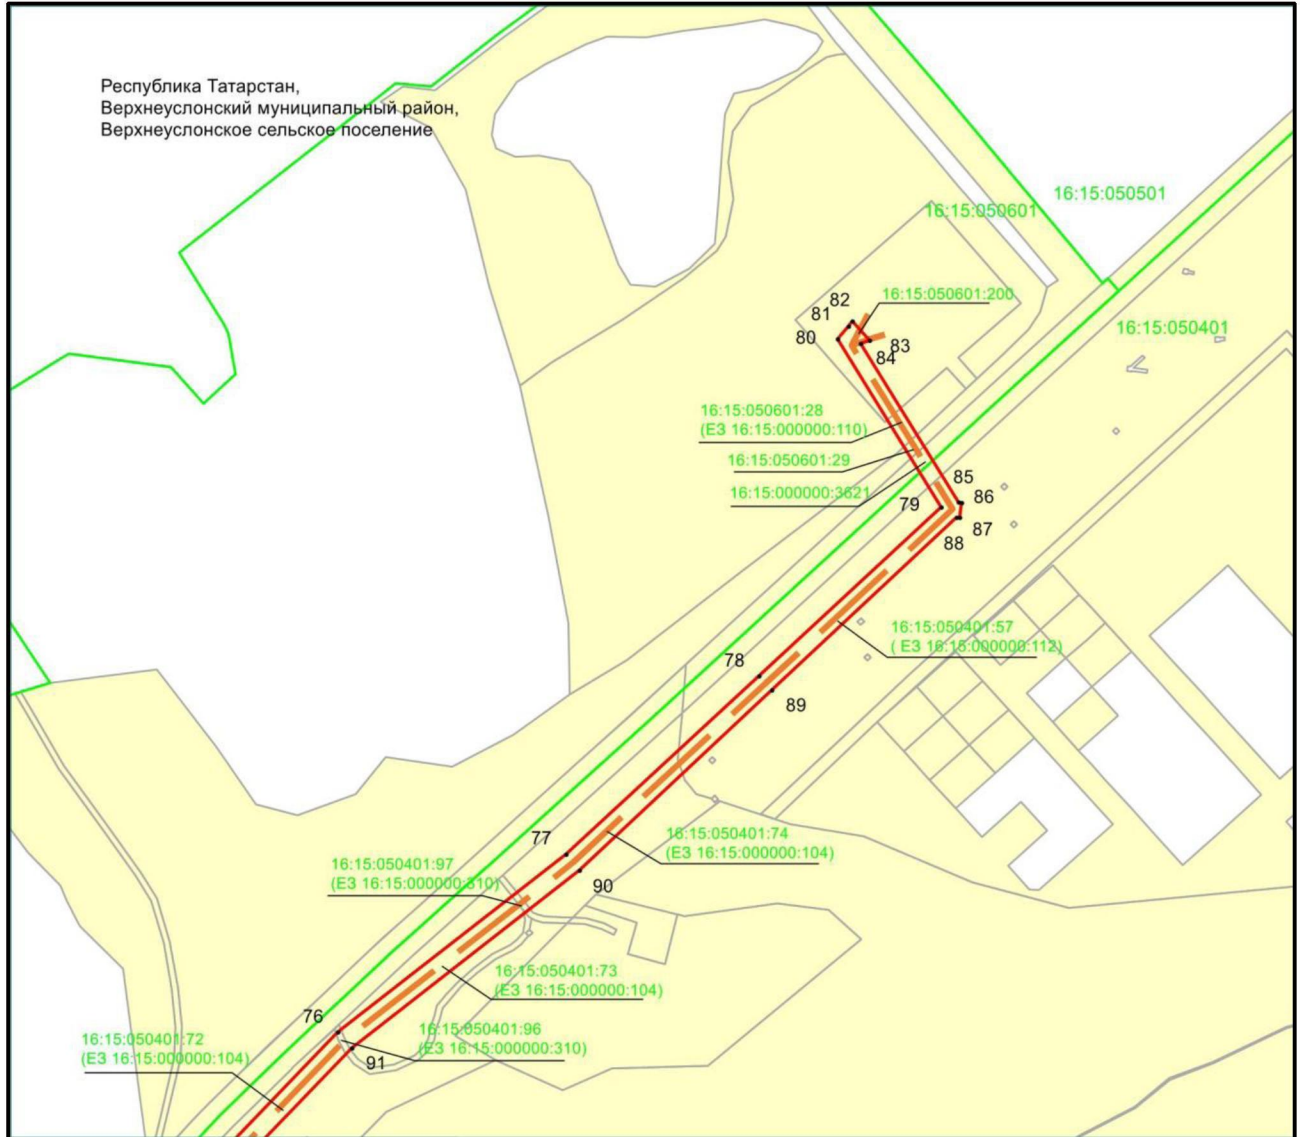 Республика Татарстан,
Верхнеуслонский муниципальный район,
Верхнеуслонское сельское поселение
16:15:050501
16:15:050601
16:15:050601:200
82
81
80
83
84
16:15:050401
16:15:050601:28
(ЕЗ 16:15:000000:110)
16:15:050601:29
16:15:000000:3621
79
85
86
87
88
16:15:050401:57
( ЕЗ 16:15:000000:112)
78
89
77
16:15:050401:74
(ЕЗ 16:15:000000:104)
16:15:050401:97
(ЕЗ 16:15:000000:310)
90
16:15:050401:73
(ЕЗ 16:15:000000:104)
76
16:15:050401:96
(ЕЗ 16:15:000000:310)
16:15:050401:72
(ЕЗ 16:15:000000:104)
91